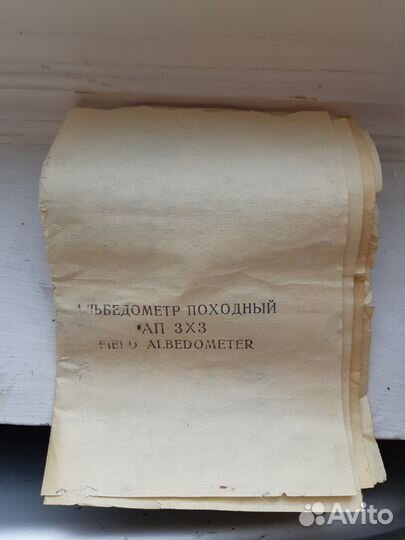 АЛЬБЕДОМЕТР ПОХОДНЫЙ
АП 3Х3
FIELD ALBEDOMETER
Avito